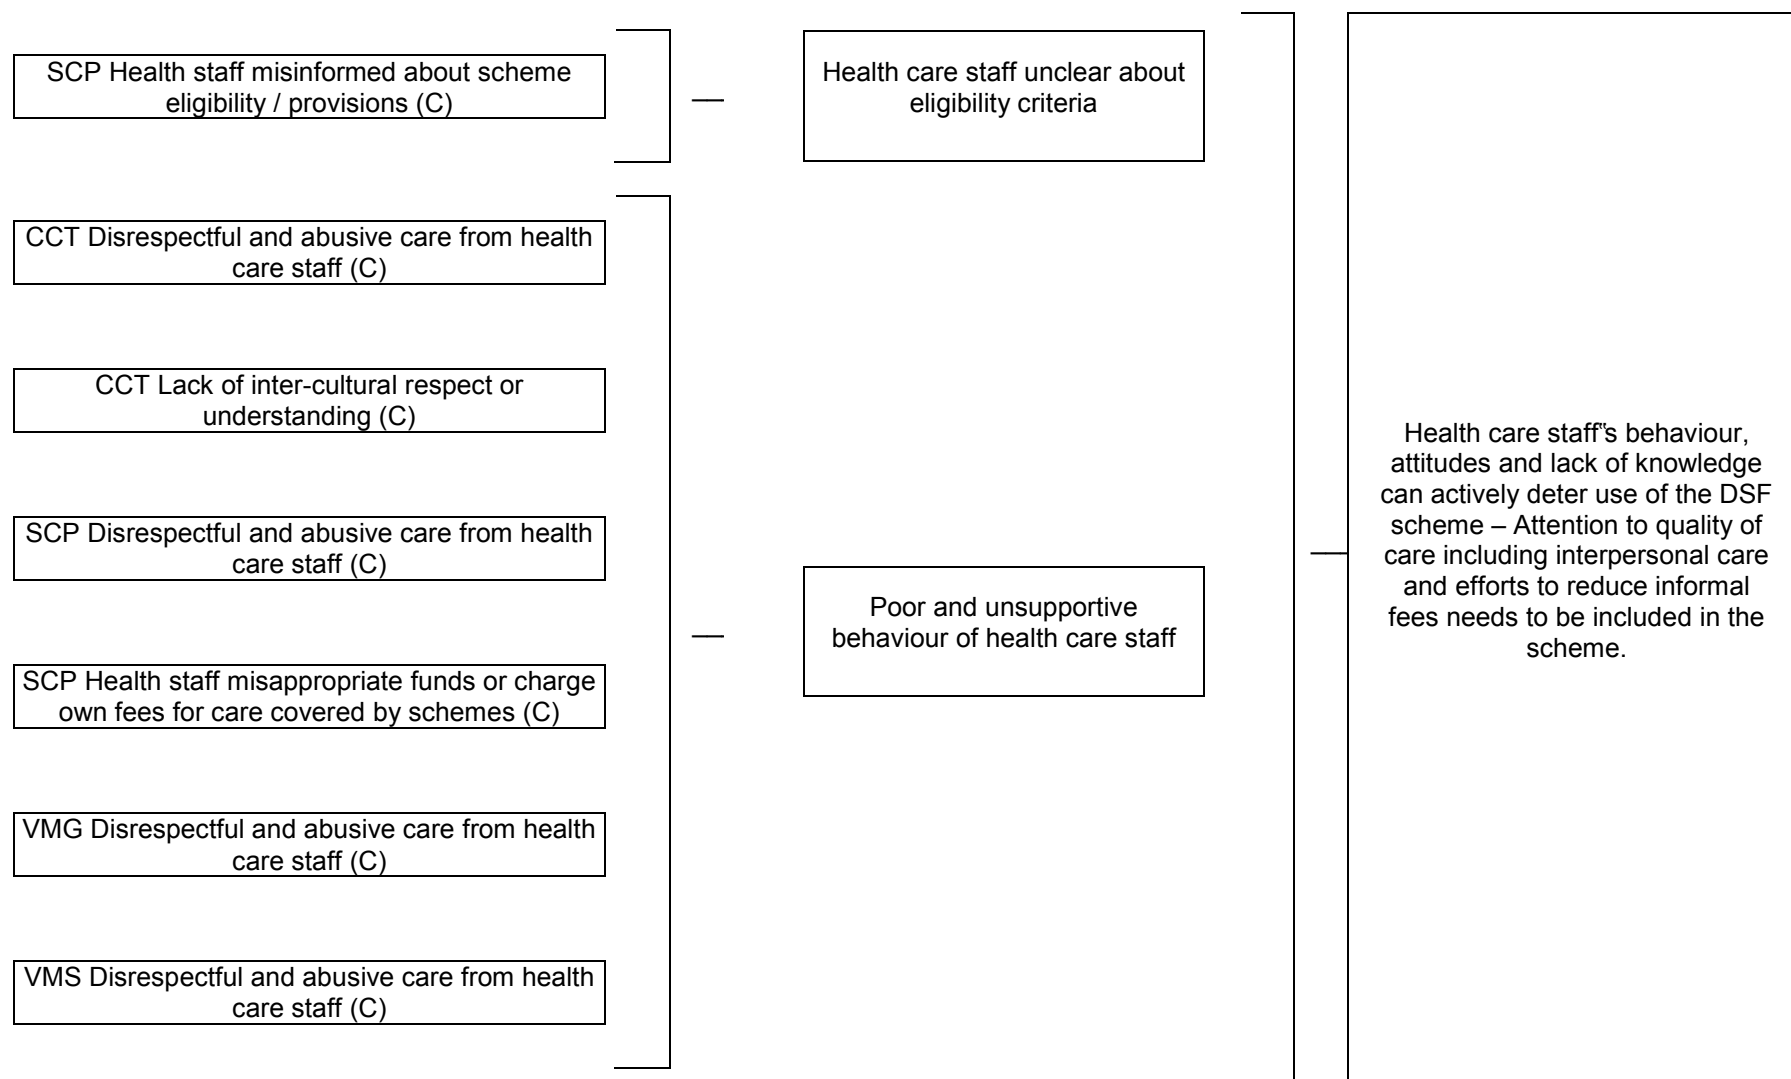 SCP Health staff misinformed about scheme
eligibility / provisions (C)
Health care staff unclear about
eligibility criteria
CCT Disrespectful and abusive care from health
care staff (C)
CCT Lack of inter-cultural respect or
understanding (C)
SCP Disrespectful and abusive care from health
care staff (C)
SCP Health staff misappropriate funds or charge
own fees for care covered by schemes (C)
VMG Disrespectful and abusive care from health
care staff (C)
VMS Disrespectful and abusive care from health
care staff (C)
Poor and unsupportive
behaviour of health care staff
Health care staff‟s behaviour,
attitudes and lack of knowledge
can actively deter use of the DSF
scheme – Attention to quality of
care including interpersonal care
and efforts to reduce informal
fees needs to be included in the
scheme.